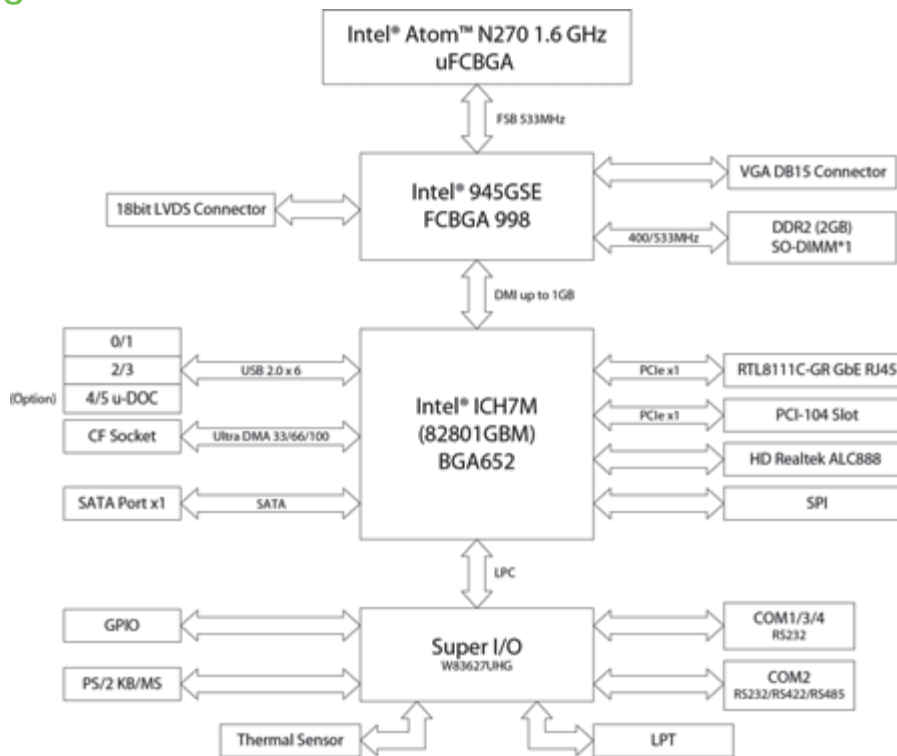 g
Intel® Atom™ N270 1.6 GHz
uFCBGA
FSB 533MHz
Intel® 945GSE
FCBGA 998
18bit LVDS Connector
VGA DB15 Connector
400/533MHz
DDR2 (2GB)
SO-DIMM*1
DMI up to 1GB
0/1
2/3
(Option)
4/5 u-DOC
USB 2.0 x 6
CF Socket
Ultra DMA 33/66/100
SATA Port x1
SATA
Intel® ICH7M
(82801GBM)
BGA652
PCIe x1
RTL8111C-GR GbE RJ45
PCIe x1
PCI-104 Slot
HD Realtek ALC888
SPI
LPC
GPIO
PS/2 KB/MS
Super I/O
W83627UHG
COM1/3/4
RS232
COM2
RS232/RS422/RS485
Thermal Sensor
LPT